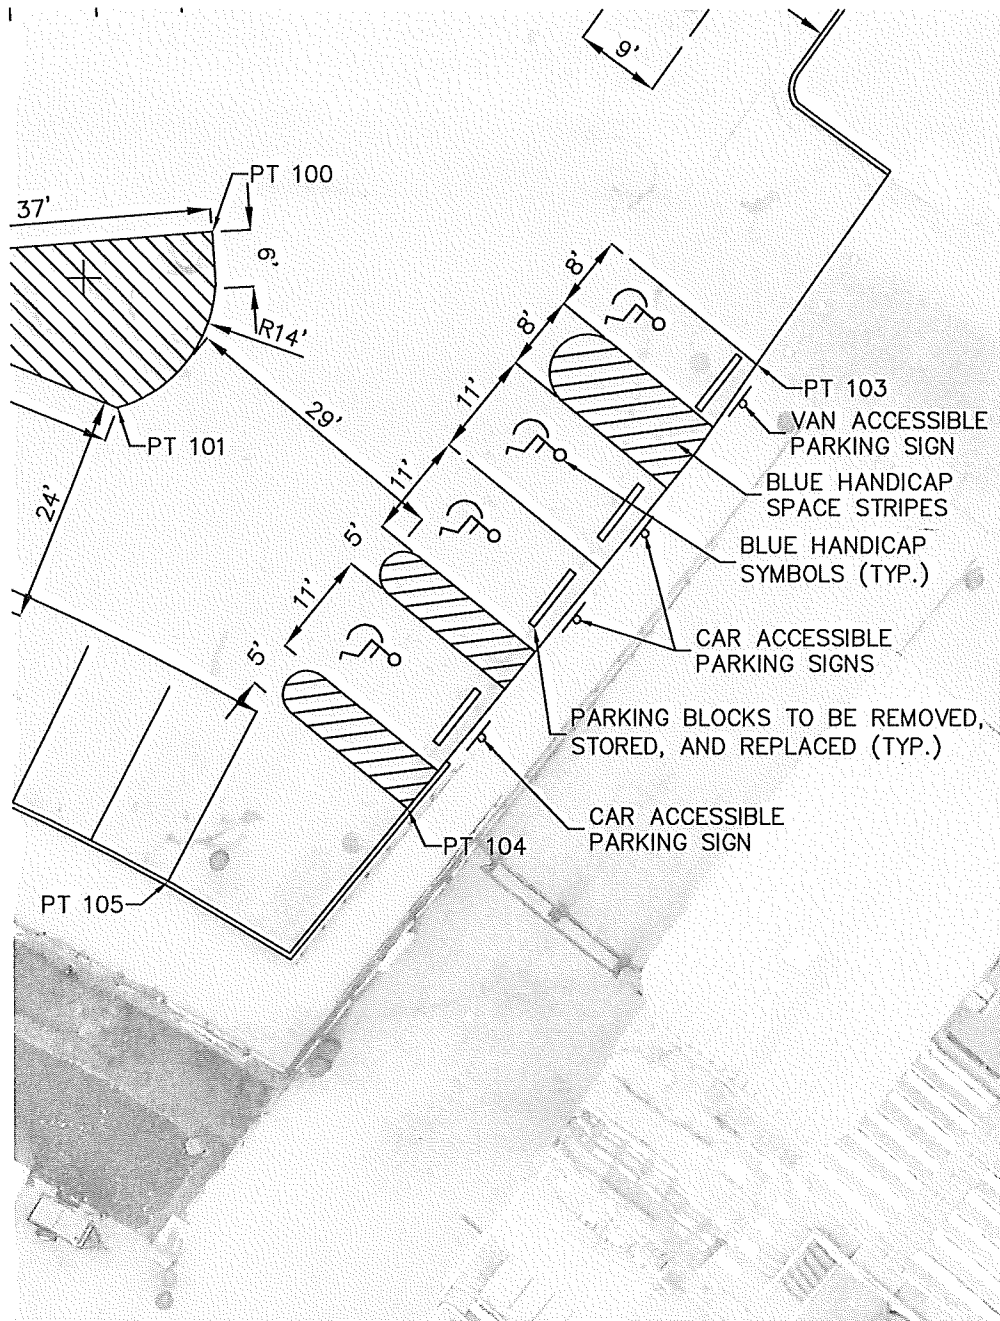 9'
PT 100
37'
6'
8'
R14'
8'
PT 103
11'
29'
VAN ACCESSIBLE
PARKING SIGN
PT 101
11'
BLUE HANDICAP
SPACE STRIPES
24'
5'
BLUE HANDICAP
SYMBOLS (TYP.)
11'
CAR ACCESSIBLE
PARKING SIGNS
5'
PARKING BLOCKS TO BE REMOVED,
STORED, AND REPLACED (TYP.)
CAR ACCESSIBLE
PARKING SIGN
PT 104
PT 105